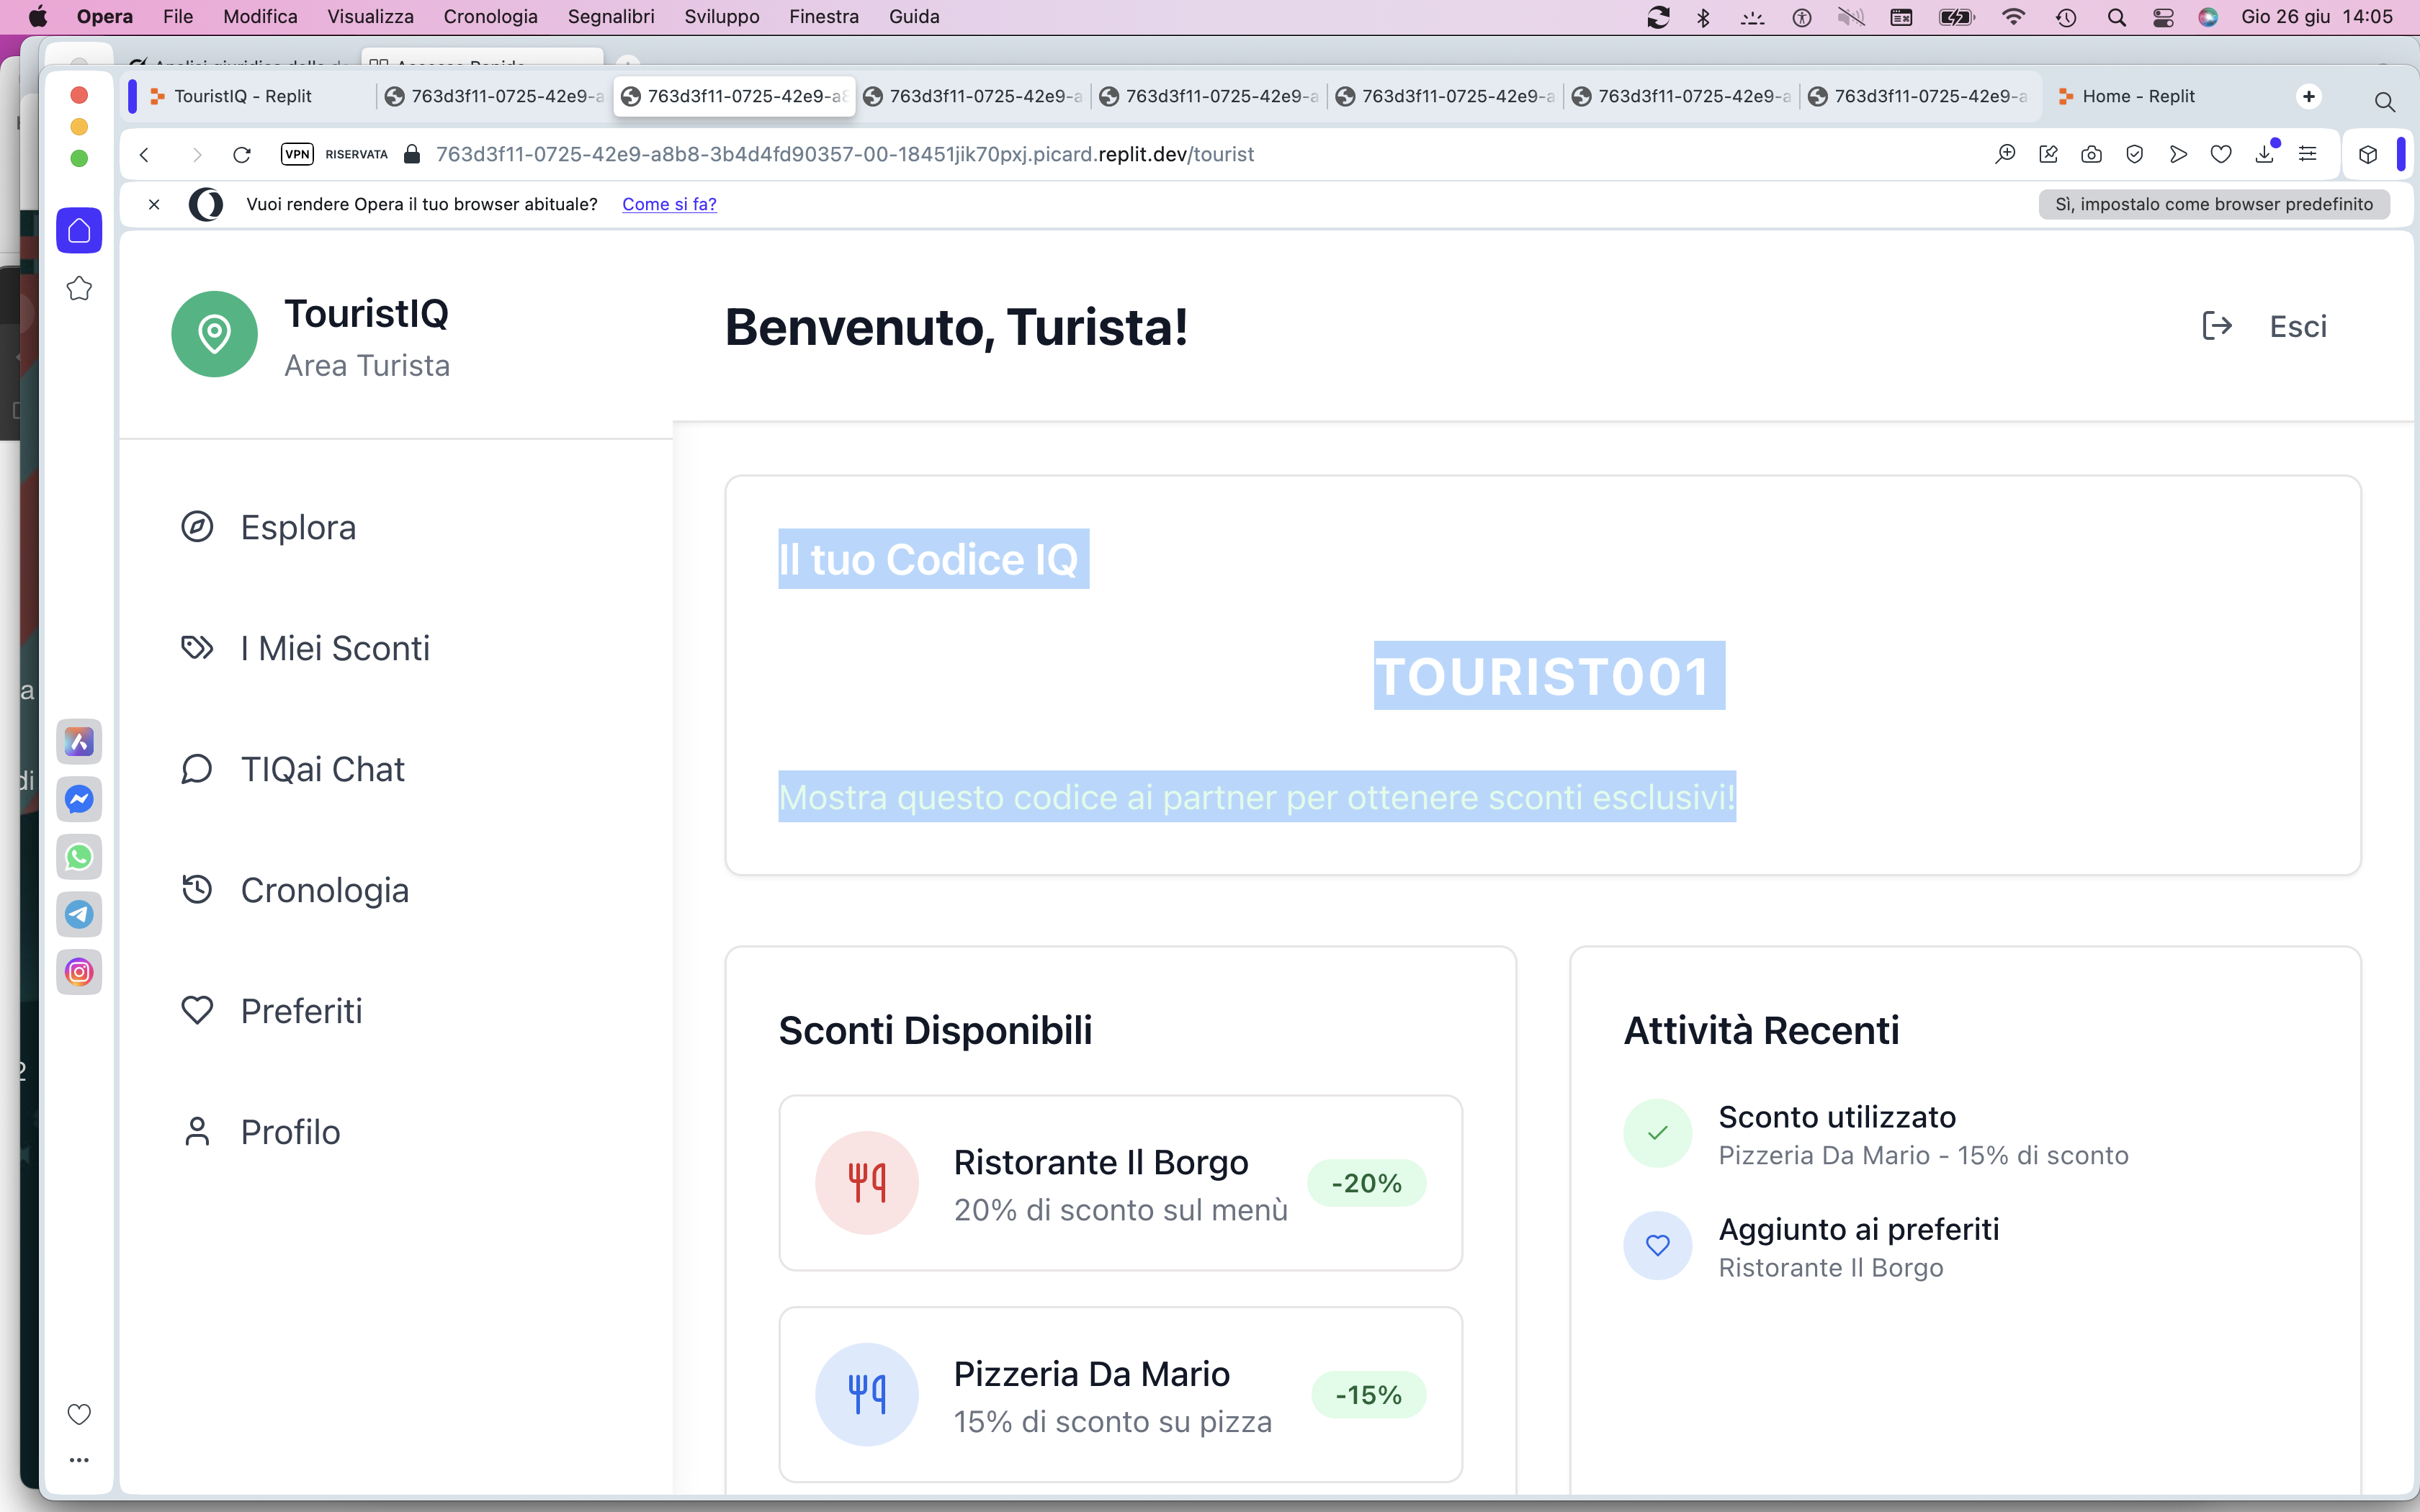 Opera File Modifica Visualizza Cronologia Segnalibri Sviluppo Finestra Guida Gio 26 giu 14:05
TouristIQ - Replit 763d3f11-0725-42e9-a 763d3f11-0725-42e9-a8 763d3f11-0725-42e9-a 763d3f11-0725-42e9-a 763d3f11-0725-42e9-a 763d3f11-0725-42e9-a 763d3f11-0725-42e9-a Home - Replit
VPN RISERVATA 763d3f11-0725-42e9-a8b8-3b4d4fd90357-00-18451jik70pxj.picard.replit.dev/tourist
Vuoi rendere Opera il tuo browser abituale? Come si fa? Sì, impostalo come browser predefinito
TouristIQ
Area Turista
Benvenuto, Turista!
Esci
Esplora
I Miei Sconti
TIQai Chat
Cronologia
Preferiti
Profilo
Il tuo Codice IQ
TOURIST001
Mostra questo codice ai partner per ottenere sconti esclusivi!
Sconti Disponibili
Ristorante Il Borgo
20% di sconto sul menù
-20%
Pizzeria Da Mario
15% di sconto su pizza
-15%
Attività Recenti
Sconto utilizzato
Pizzeria Da Mario - 15% di sconto
Aggiunto ai preferiti
Ristorante Il Borgo